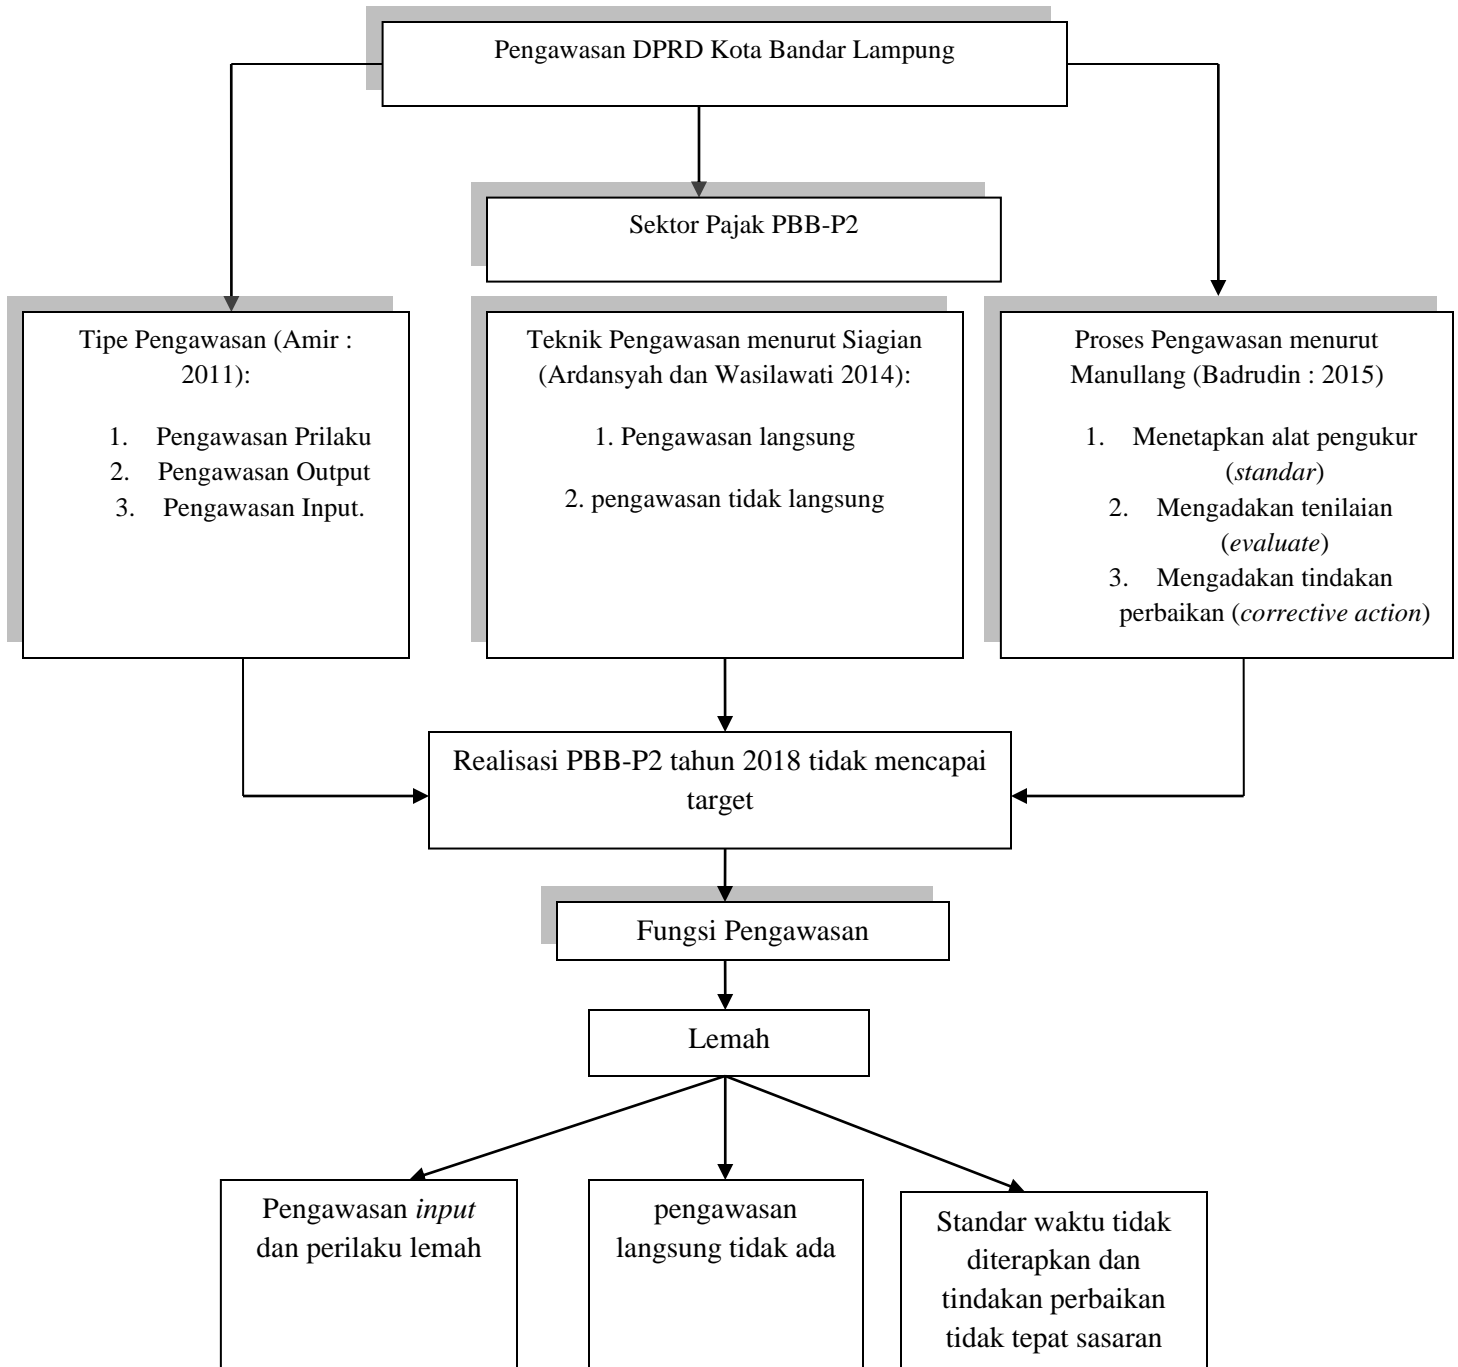 Pengawasan DPRD Kota Bandar Lampung
Sektor Pajak PBB-P2
Tipe Pengawasan (Amir :
2011):
1. Pengawasan Prilaku
2. Pengawasan Output
3. Pengawasan Input.
Teknik Pengawasan menurut Siagian
(Ardansyah dan Wasilawati 2014):
1. Pengawasan langsung
2. pengawasan tidak langsung
Proses Pengawasan menurut
Manullang (Badrudin : 2015)
1. Menetapkan alat pengukur
(standar)
2. Mengadakan tenilaian
(evaluate)
3. Mengadakan tindakan
perbaikan (corrective action)
Realisasi PBB-P2 tahun 2018 tidak mencapai
target
Fungsi Pengawasan
Lemah
Pengawasan input
dan perilaku lemah
pengawasan
langsung tidak ada
Standar waktu tidak
diterapkan dan
tindakan perbaikan
tidak tepat sasaran